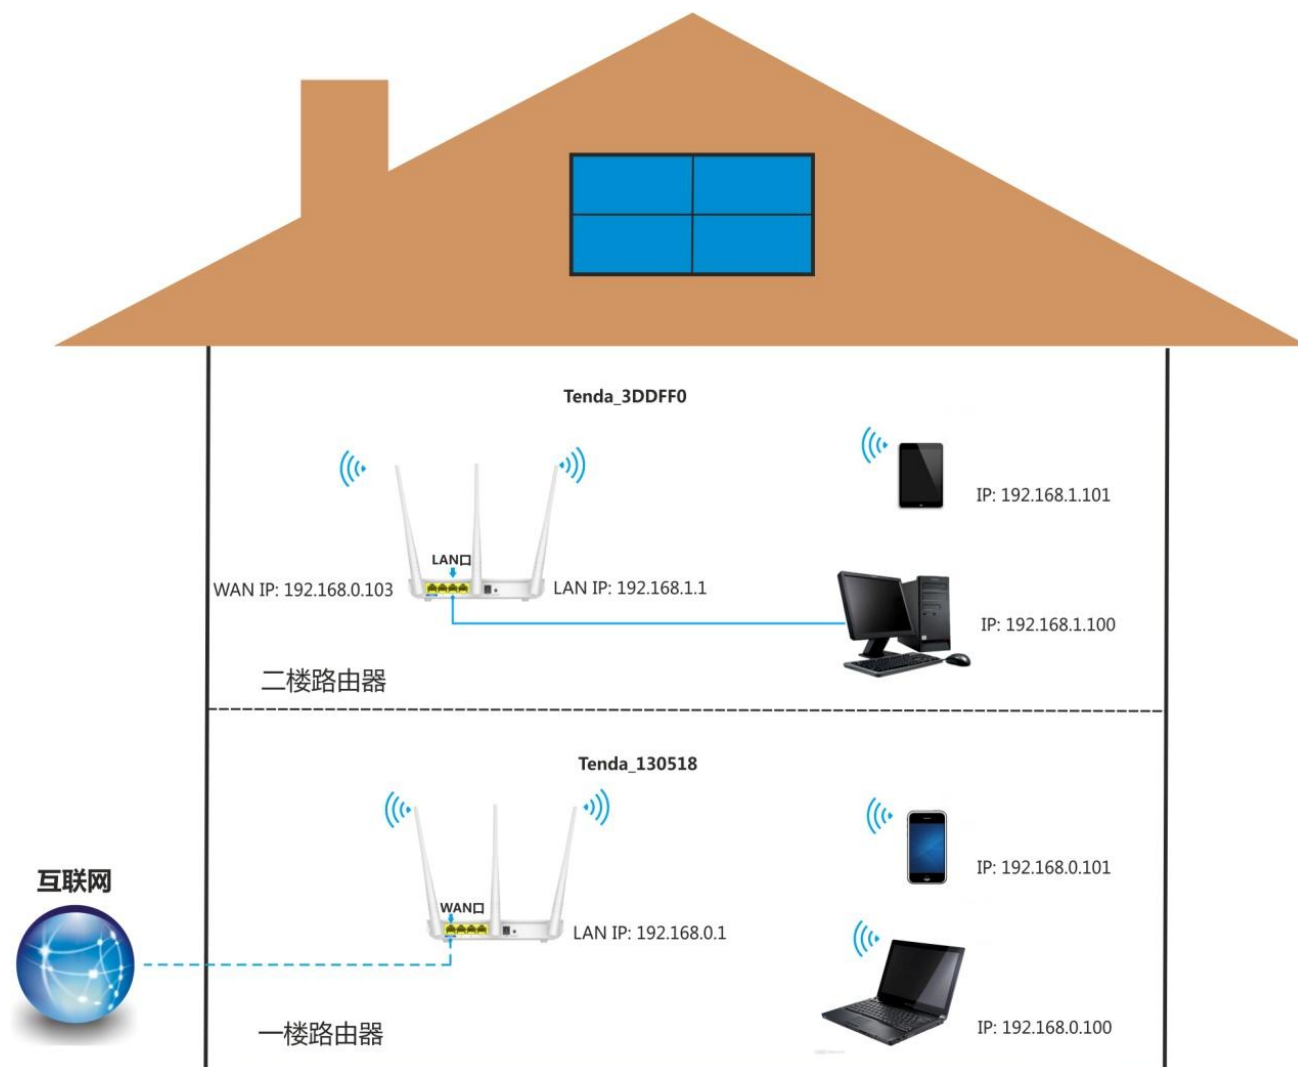 Tenda_3DDFF0
IP: 192.168.1.101
LAN口
WAN IP: 192.168.0.103
LAN IP: 192.168.1.1
IP: 192.168.1.100
二楼路由器
Tenda_130518
IP: 192.168.0.101
互联网
WAN口
LAN IP: 192.168.0.1
IP: 192.168.0.100
一楼路由器